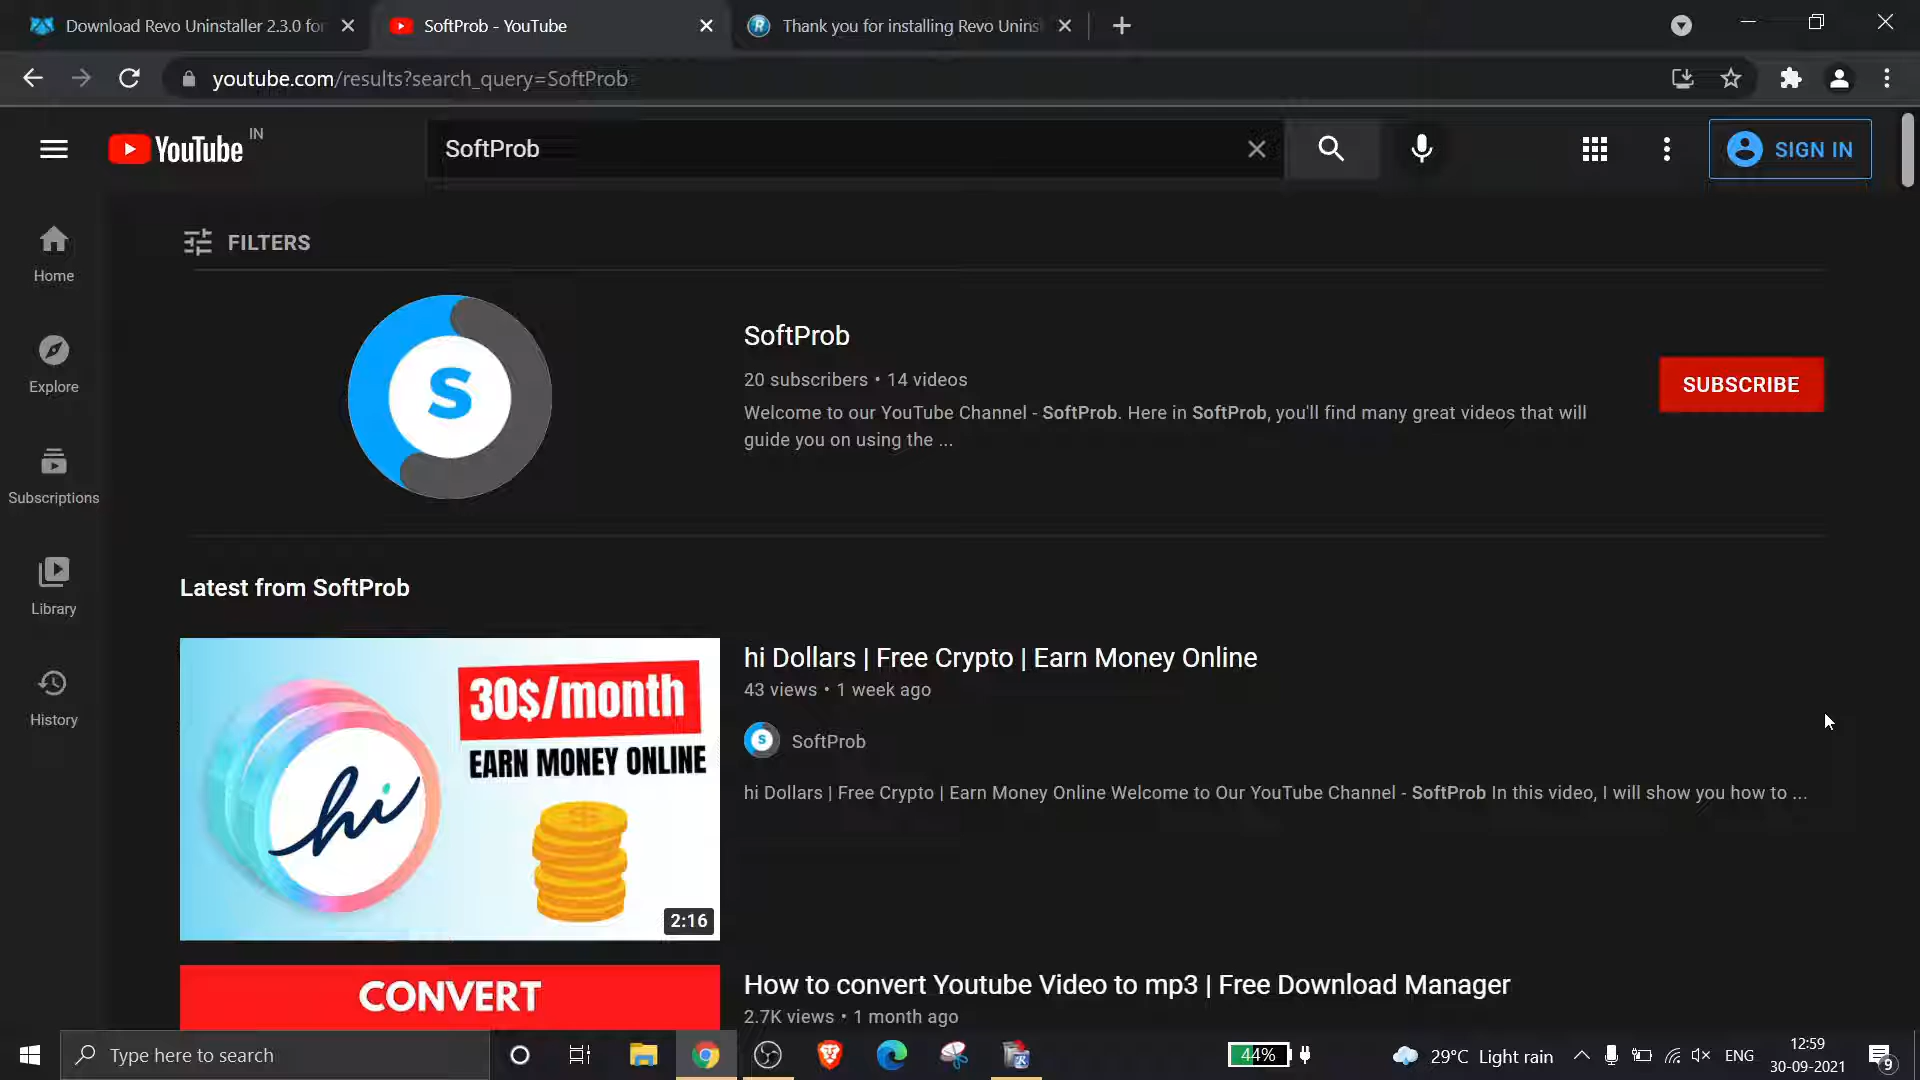 Download Revo Uninstaller 2.3.0 for
SoftProb - YouTube
Thank you for installing Revo Unins
youtube.com/results?search_query=SoftProb
YouTube IN
SoftProb
SIGN IN
FILTERS
Home
Explore
Subscriptions
Library
History
S
SoftProb
20 subscribers • 14 videos
Welcome to our YouTube Channel - SoftProb. Here in SoftProb, you'll find many great videos that will
guide you on using the ...
SUBSCRIBE
Latest from SoftProb
hi
30$/month
EARN MONEY ONLINE
2:16
hi Dollars | Free Crypto | Earn Money Online
43 views • 1 week ago
S
SoftProb
hi Dollars | Free Crypto | Earn Money Online Welcome to Our YouTube Channel - SoftProb In this video, I will show you how to ...
CONVERT
How to convert Youtube Video to mp3 | Free Download Manager
2.7K views • 1 month ago
Type here to search
44%
29°C Light rain
ENG
12:59
30-09-2021
9